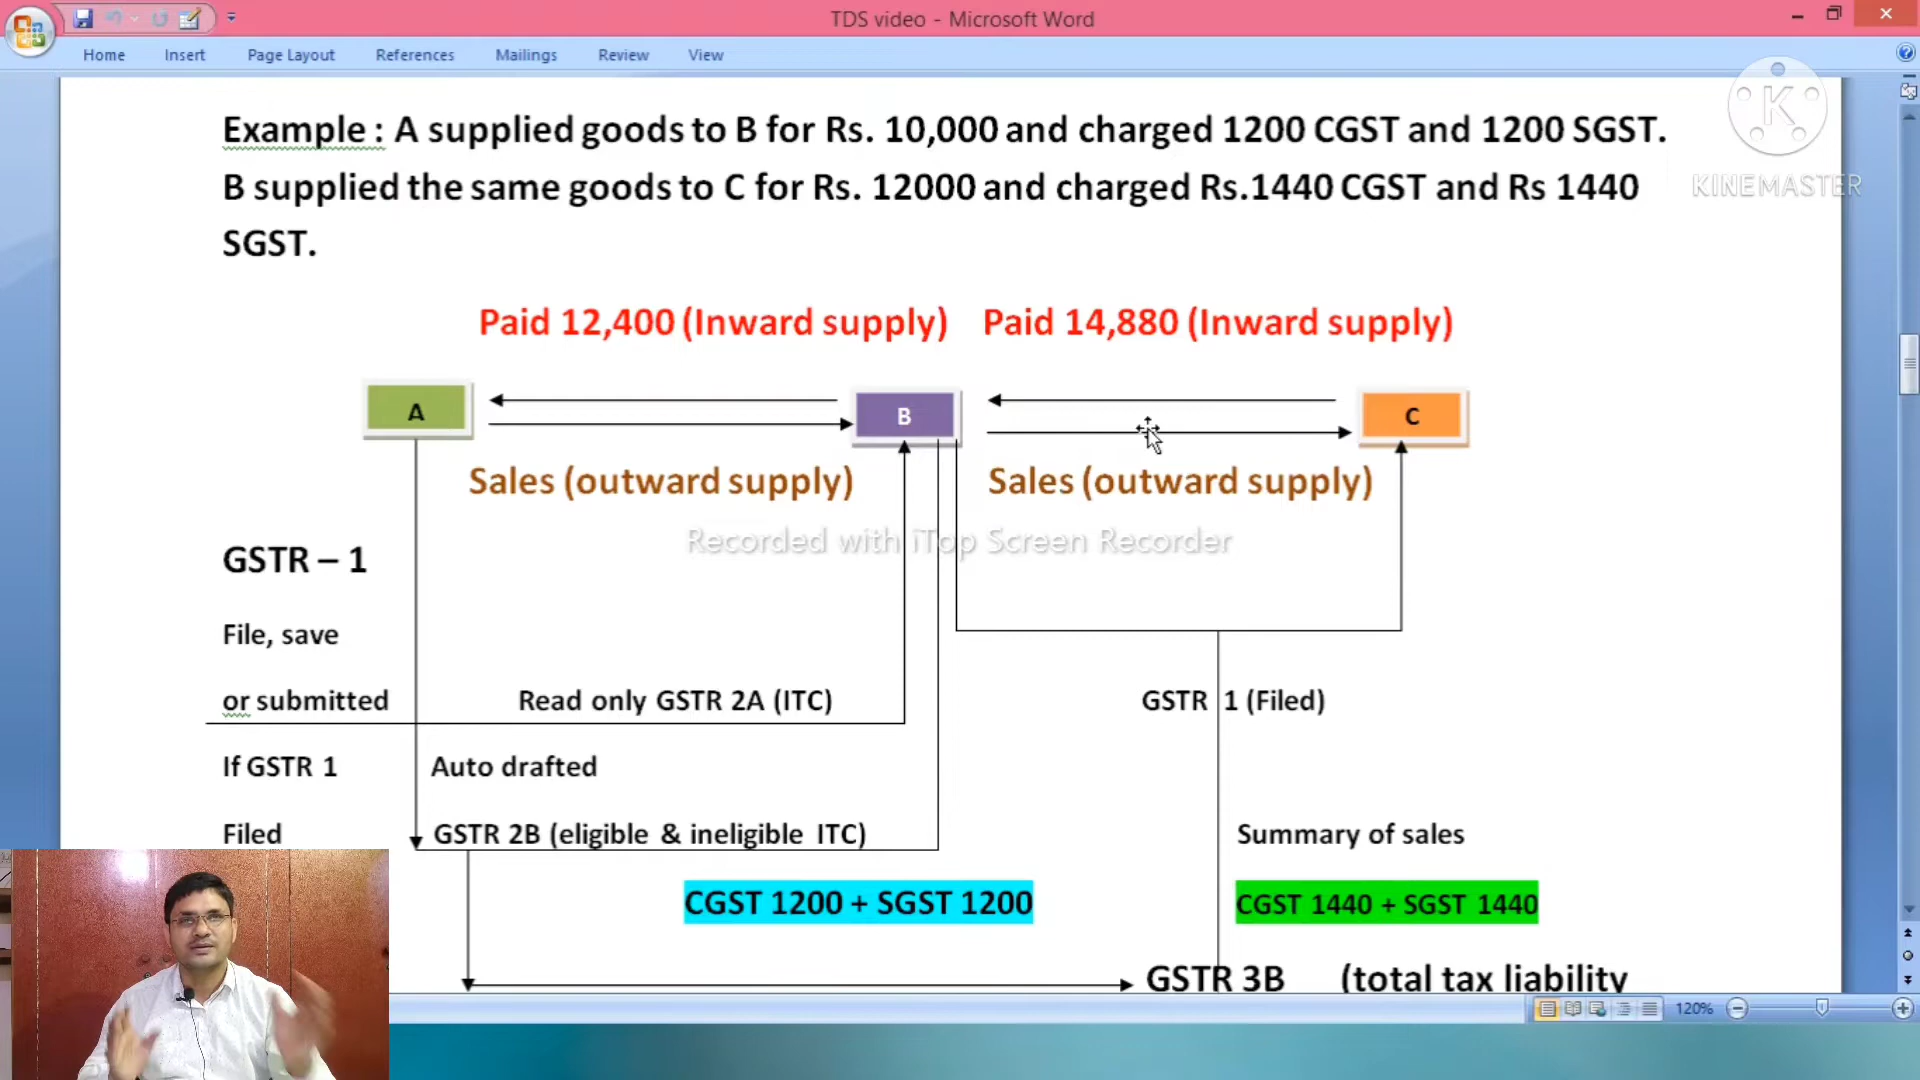 TDS video - Microsoft Word
Home Insert Page Layout References Mailings Review View
Example : A supplied goods to B for Rs. 10,000 and charged 1200 CGST and 1200 SGST.
B supplied the same goods to C for Rs. 12000 and charged Rs.1440 CGST and Rs 1440
SGST.
K
KINEMASTER
Paid 12,400 (Inward supply) Paid 14,880 (Inward supply)
A B C
Sales (outward supply) Sales (outward supply)
Recorded with iTop Screen Recorder
GSTR – 1
File, save
or submitted Read only GSTR 2A (ITC) GSTR 1 (Filed)
If GSTR 1 Auto drafted
Filed GSTR 2B (eligible & ineligible ITC) Summary of sales
CGST 1200 + SGST 1200 CGST 1440 + SGST 1440
GSTR 3B (total tax liability
120%